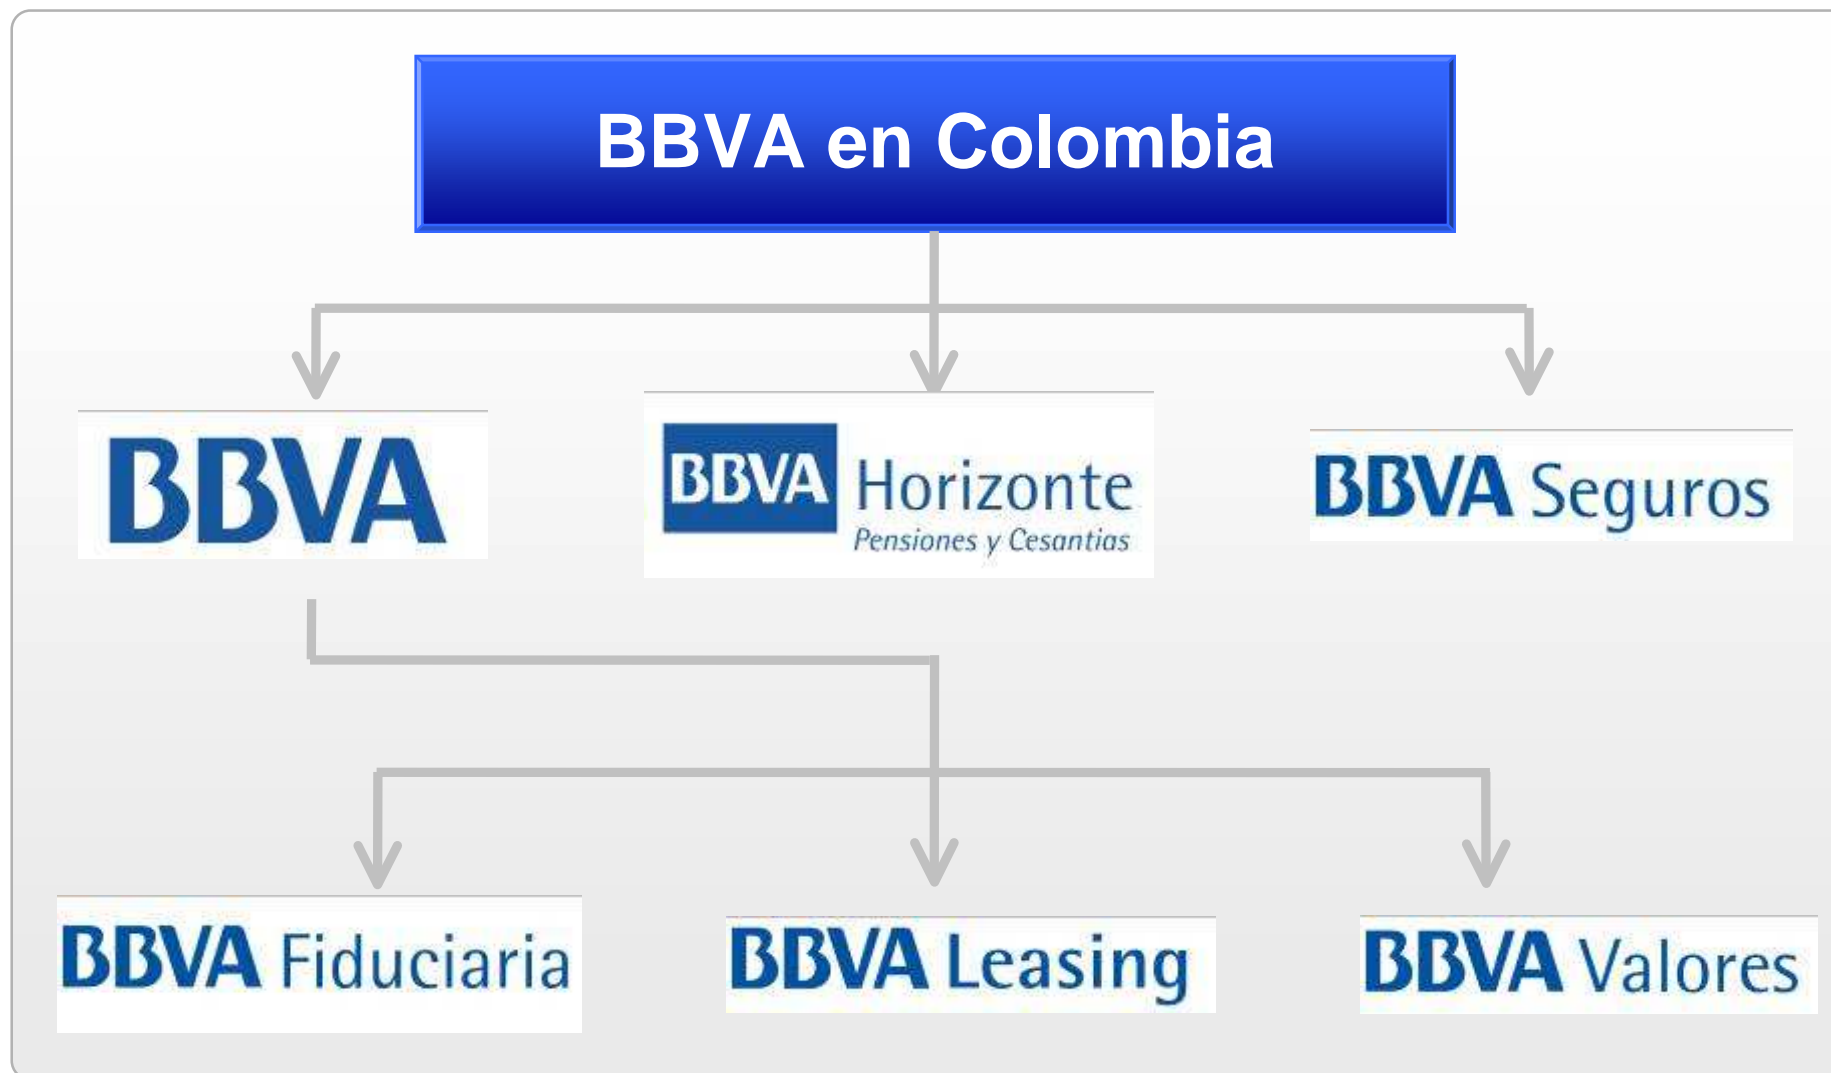 BBVA en Colombia
BBVA
BBVA Horizonte
Pensiones y Cesantias
BBVA Seguros
BBVA Fiduciaria
BBVA Leasing
BBVA Valores